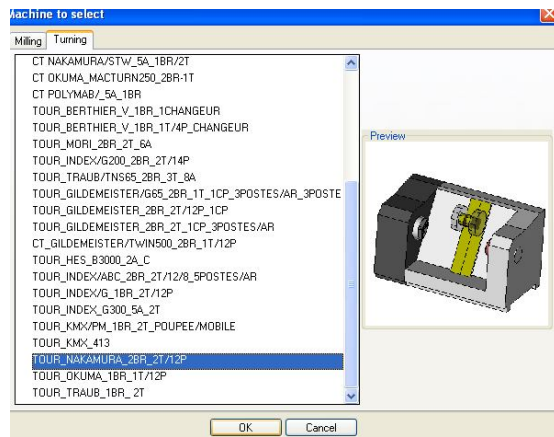 Machine to select
Milling
Turning
CT NAKAMURA/STW_5A_1BR/2T
CT OKUMA_MACTURN250_2BR-1T
CT POLYMAB/_5A_1BR
TOUR_BERTHIER_V_1BR_1CHANGEUR
TOUR_BERTHIER_V_1BR_1T/4P_CHANGEUR
TOUR_MORI_2BR_2T_6A
TOUR_INDEX/G200_2BR_2T/14P
TOUR_TRAUB/TNS65_2BR_3T_8A
TOUR_GILDEMEISTER/G65_2BR_1T_1CP_3POSTES/AR_3POSTE
TOUR_GILDEMEISTER_2BR_2T/12P_1CP
TOUR_GILDEMEISTER_2BR_2T_1CP_3POSTES/AR
CT_GILDEMEISTER/TWIN500_2BR_1T/12P
TOUR_HES_B3000_2A_C
TOUR_INDEX/ABC_2BR_2T/12/8_5POSTES/AR
TOUR_INDEX/G_1BR_2T/12P
TOUR_INDEX_G300_5A_2T
TOUR_KMX/PM_1BR_2T_POUPEE/MOBILE
TOUR_KMX_413
TOUR_NAKAMURA_2BR_2T/12P
TOUR_OKUMA_1BR_1T/12P
TOUR_TRAUB_1BR_ 2T
Preview
OK
Cancel